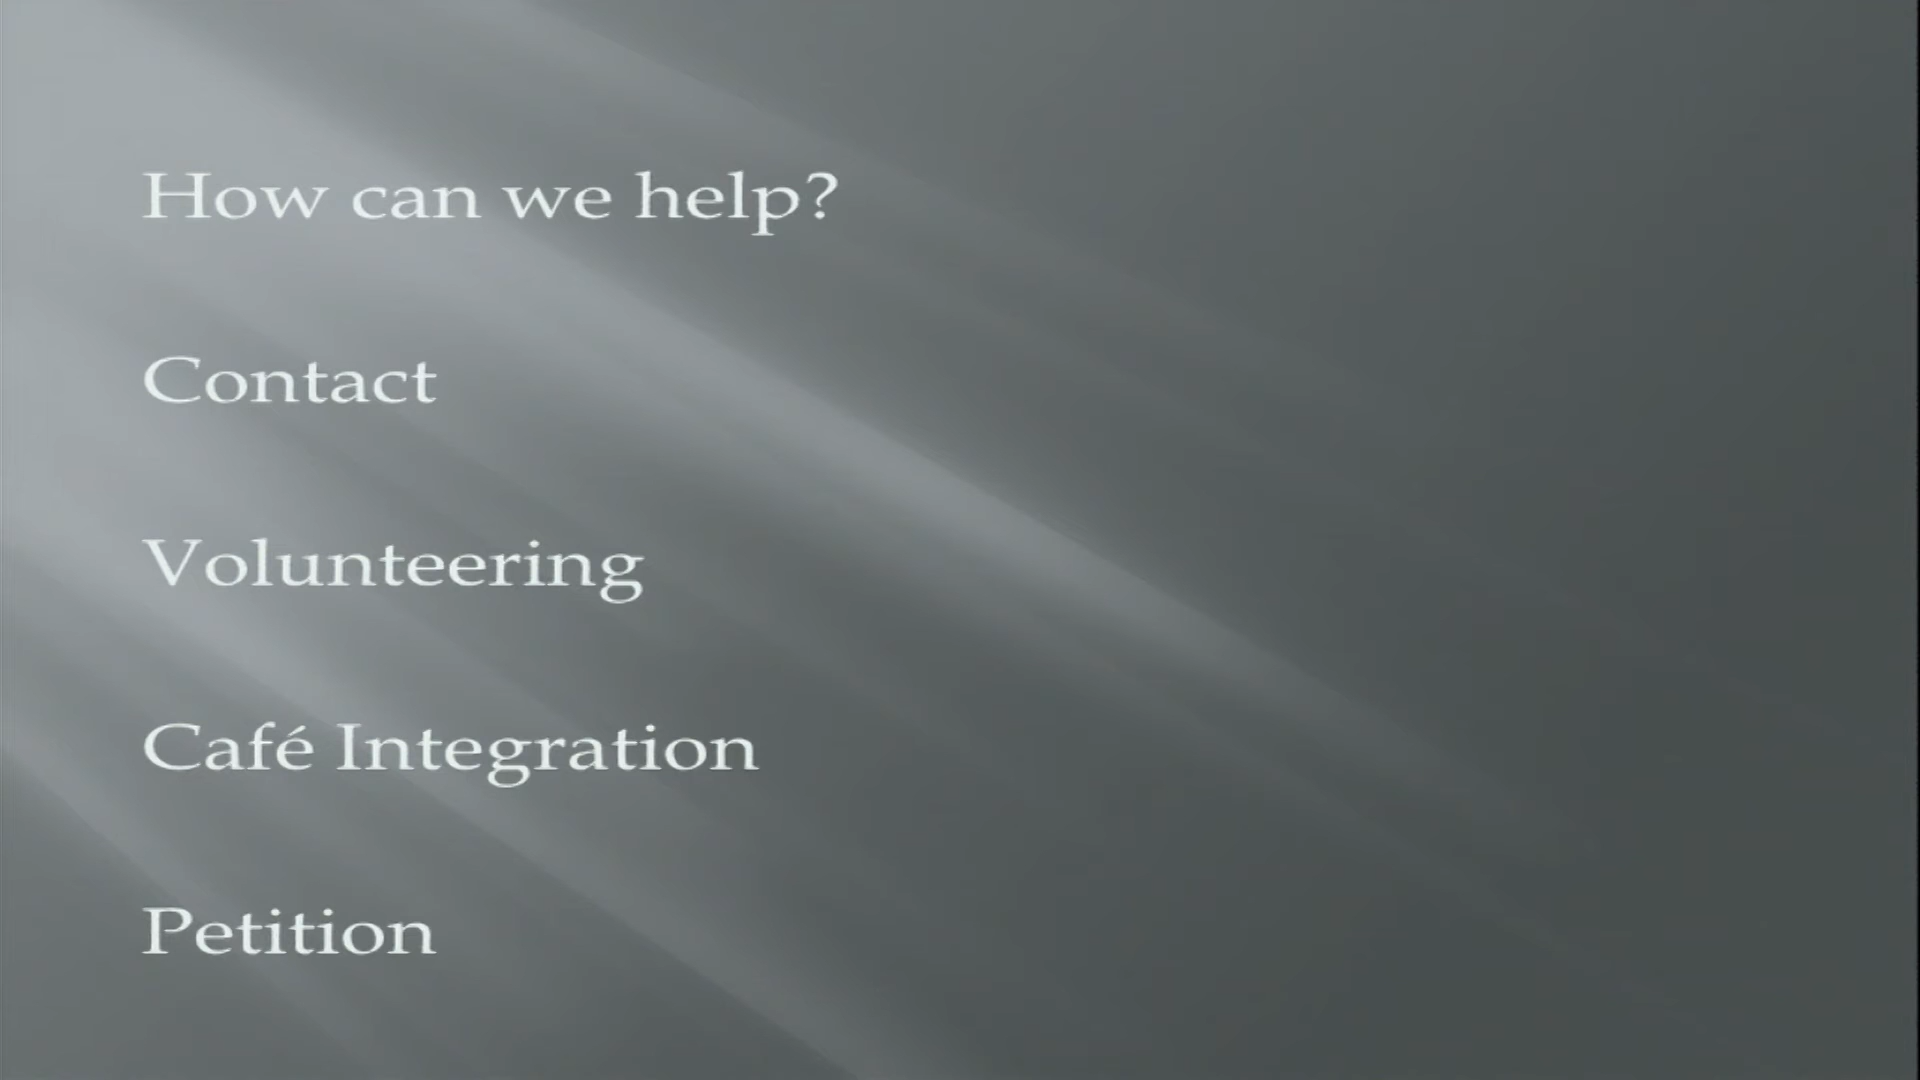 How can we help?
Contact
Volunteering
Café Integration
Petition